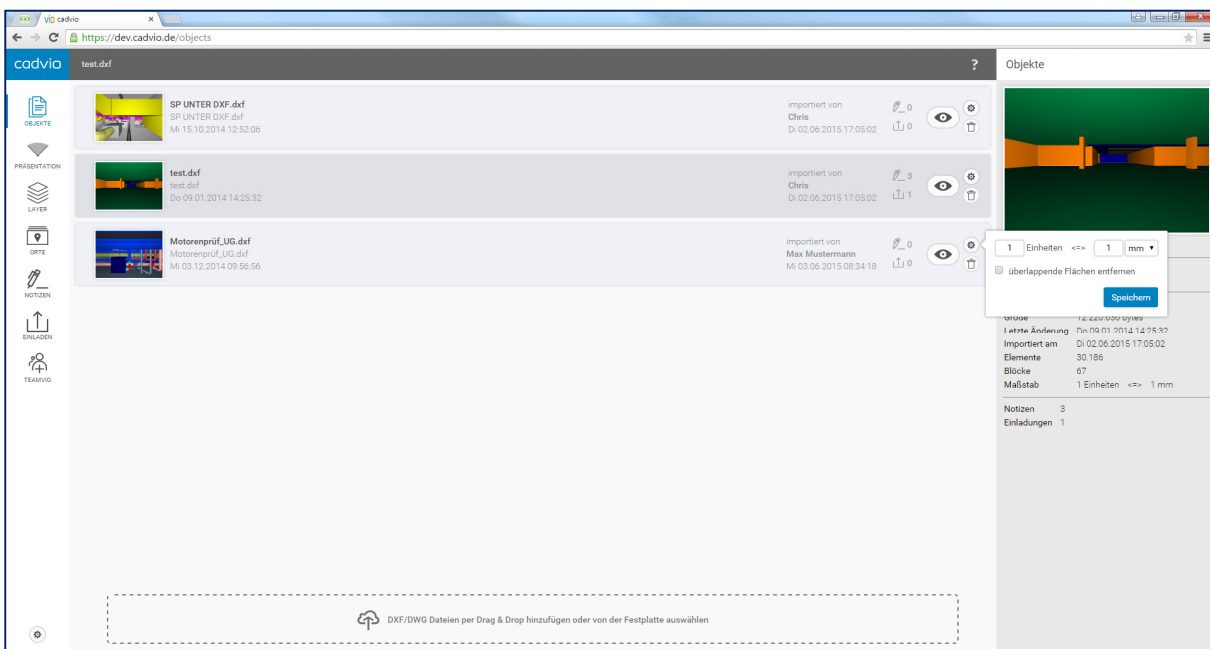 vio cadvio
https://dev.cadvio.de/objects
cadvio
test.dxf
?
Objekte
OBJEKTE
PRÄSENTATION
LAYER
ORTE
NOTIZEN
EINLADEN
TEAMVIO
SP UNTER DXF.dxf
SP UNTER DXF.dxf
Mi 15.10.2014 12:52:06
importiert von
Chris
Di 02.06.2015 17:05:02
0
0
test.dxf
test.dxf
Do 09.01.2014 14:25:32
importiert von
Chris
Di 02.06.2015 17:05:02
3
1
Motorenprüf_UG.dxf
Motorenprüf_UG.dxf
Mi 03.12.2014 09:56:56
importiert von
Max Mustermann
Mi 03.06.2015 08:34:18
0
0
1 Einheiten <=> 1 mm
überlappende Flächen entfernen
Speichern
Größe 12.220.636 bytes
Letzte Änderung Do 09.01.2014 14:25:32
Importiert am Di 02.06.2015 17:05:02
Elemente 30.186
Blöcke 67
Maßstab 1 Einheiten <=> 1 mm
Notizen 3
Einladungen 1
DXF/DWG Dateien per Drag & Drop hinzufügen oder von der Festplatte auswählen